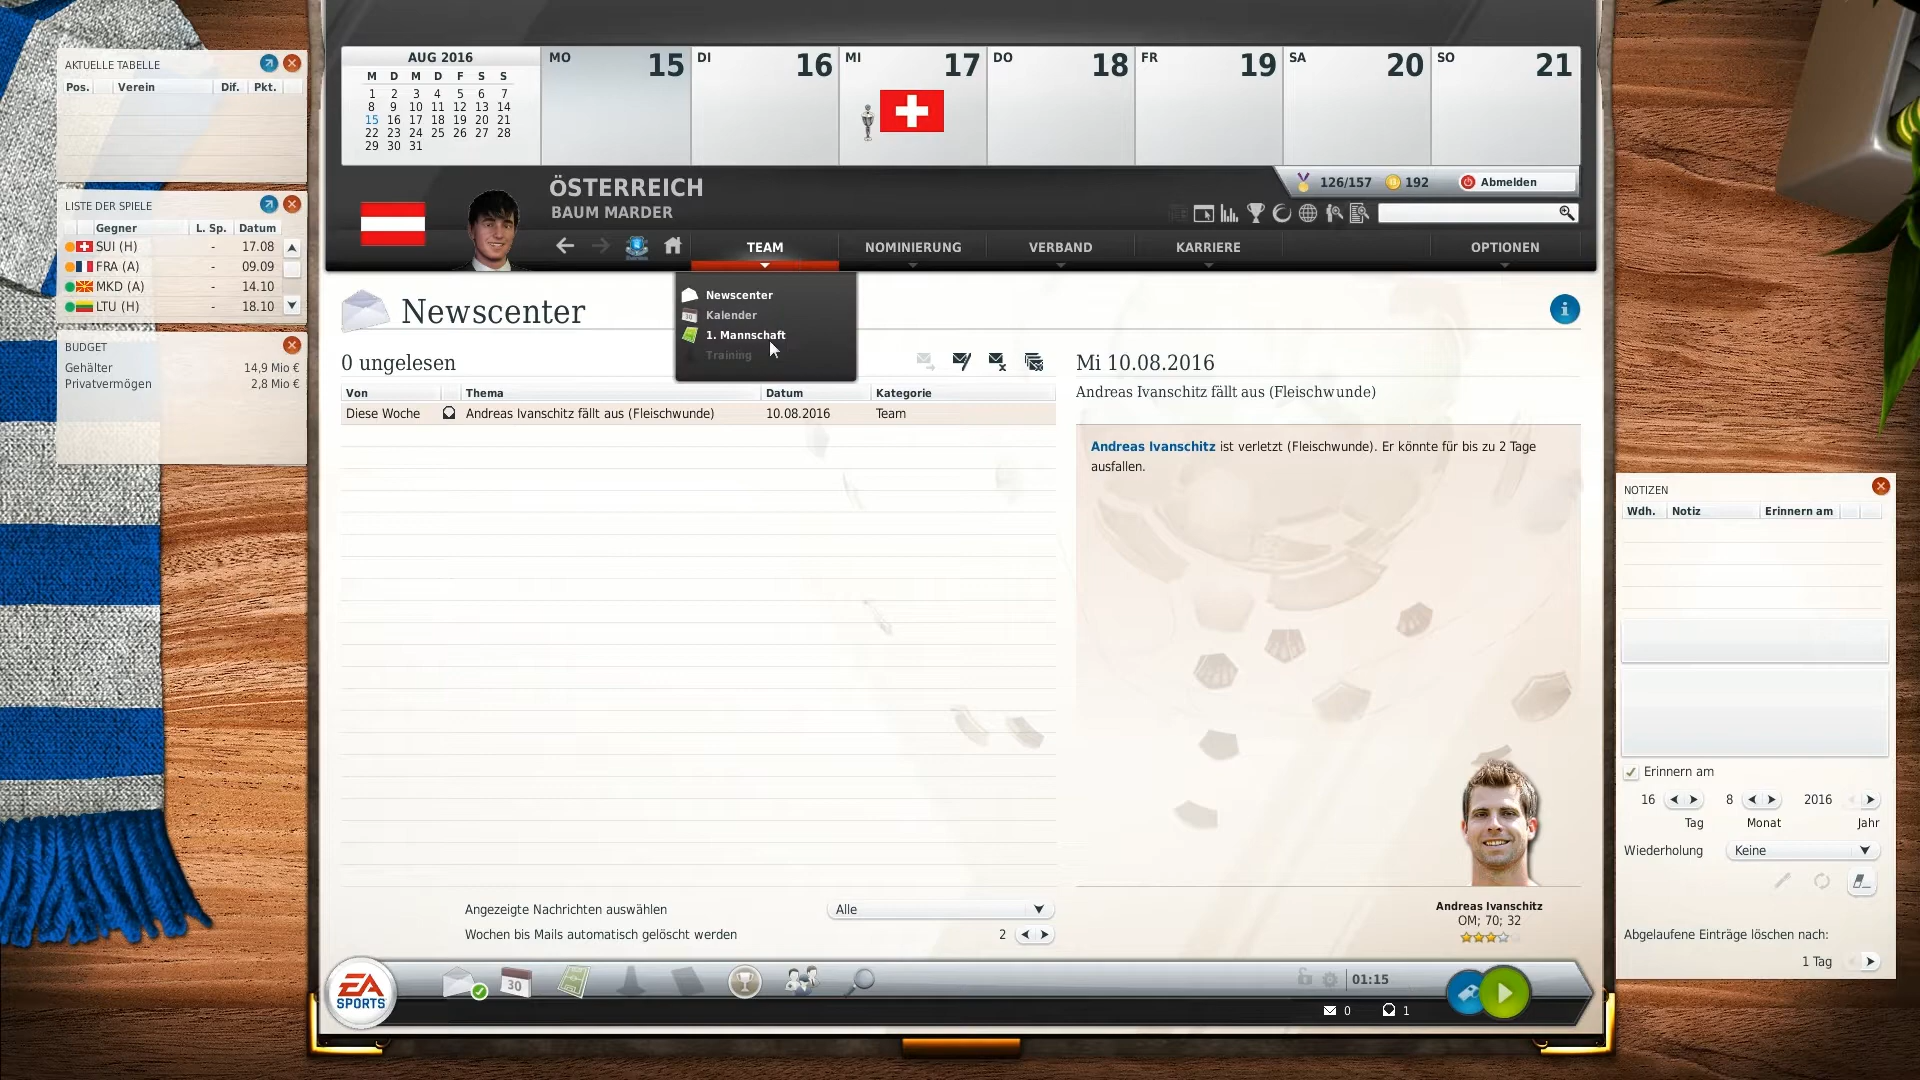 AKTUELLE TABELLE
Pos. Verein Dif. Pkt.
LISTE DER SPIELE
Gegner L. Sp. Datum
SUI (H) - 17.08
FRA (A) - 09.09
MKD (A) - 14.10
LTU (H) - 18.10
BUDGET
Gehälter 14,9 Mio €
Privatvermögen 2,8 Mio €
AUG 2016
M D M D F S S
1 2 3 4 5 6 7
8 9 10 11 12 13 14
15 16 17 18 19 20 21
22 23 24 25 26 27 28
29 30 31
MO 15 DI 16 MI 17 DO 18 FR 19 SA 20 SO 21
126/157 192 Abmelden
ÖSTERREICH
BAUM MARDER
TEAM NOMINIERUNG VERBAND KARRIERE OPTIONEN
Newscenter
Kalender
30
1. Mannschaft
Training
Newscenter
0 ungelesen
Von Thema Datum Kategorie
Diese Woche Andreas Ivanschitz fällt aus (Fleischwunde) 10.08.2016 Team
Mi 10.08.2016
Andreas Ivanschitz fällt aus (Fleischwunde)
Andreas Ivanschitz ist verletzt (Fleischwunde). Er könnte für bis zu 2 Tage
ausfallen.
Andreas Ivanschitz
OM; 70; 32
Angezeigte Nachrichten auswählen Alle
Wochen bis Mails automatisch gelöscht werden 2
EA
SPORTS
30
01:15
0 1
NOTIZEN
Wdh. Notiz Erinnern am
Erinnern am
16 8 2016
Tag Monat Jahr
Wiederholung Keine
Abgelaufene Einträge löschen nach:
1 Tag